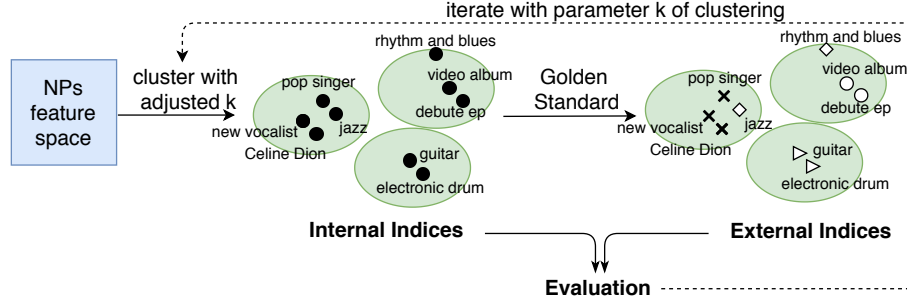 iterate with parameter k of clustering
NPs
feature
space
cluster with
adjusted k
pop singer
new vocalist
jazz
Celine Dion
rhythm and blues
video album
debute ep
guitar
electronic drum
Golden
Standard
pop singer
new vocalist
jazz
Celine Dion
rhythm and blues
video album
debute ep
guitar
electronic drum
Internal Indices
External Indices
Evaluation